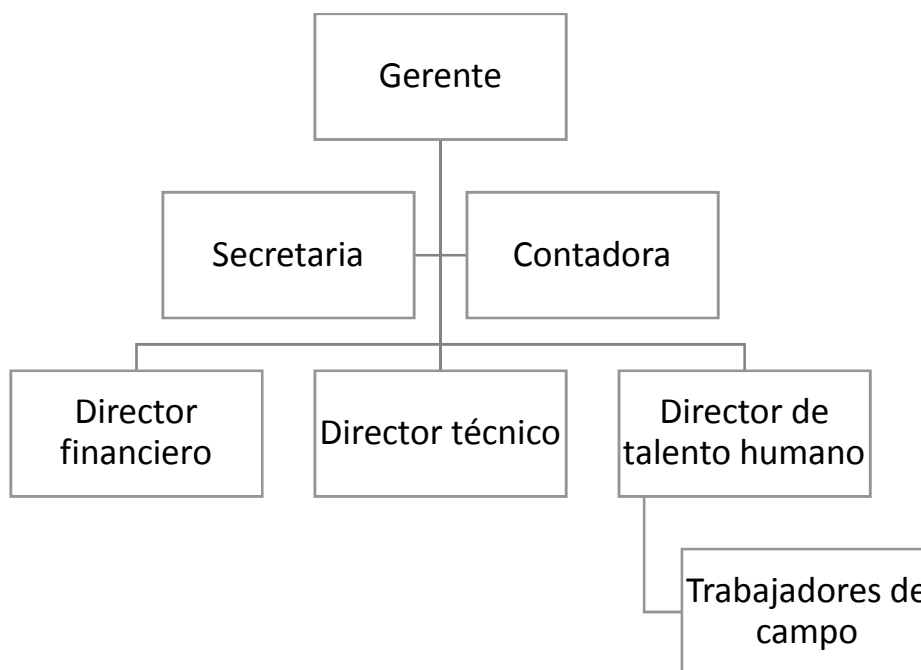 Gerente
Secretaria
Contadora
Director
financiero
Director técnico
Director de
talento humano
Trabajadores de
campo